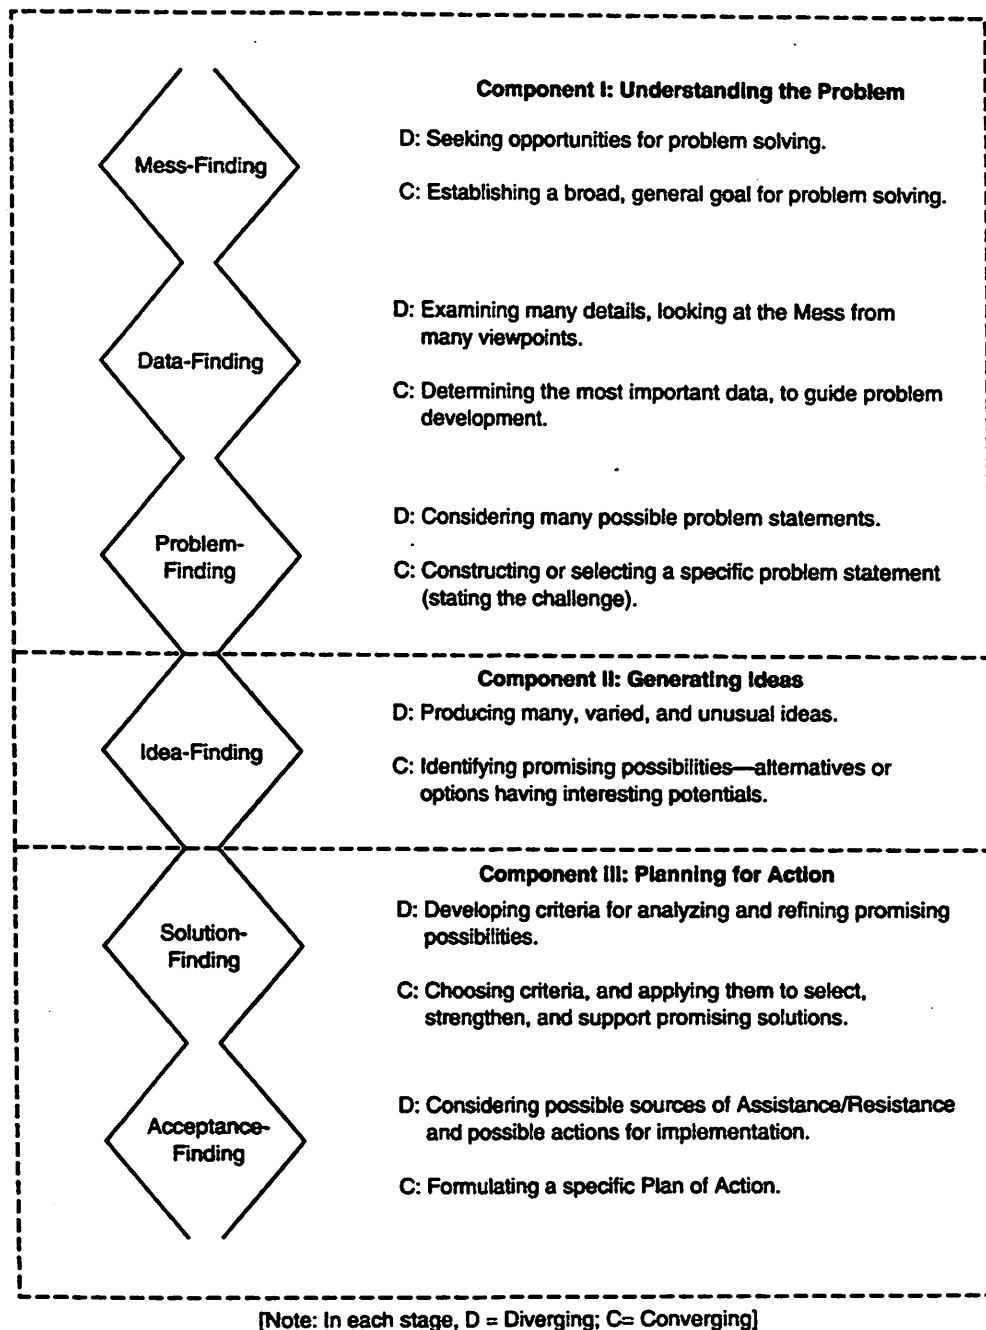 Component I: Understanding the Problem
Mess-Finding
D: Seeking opportunities for problem solving.
C: Establishing a broad, general goal for problem solving.
Data-Finding
D: Examining many details, looking at the Mess from
many viewpoints.
C: Determining the most important data, to guide problem
development.
Problem-
Finding
D: Considering many possible problem statements.
C: Constructing or selecting a specific problem statement
(stating the challenge).
Component II: Generating Ideas
Idea-Finding
D: Producing many, varied, and unusual ideas.
C: Identifying promising possibilities—alternatives or
options having interesting potentials.
Component III: Planning for Action
Solution-
Finding
D: Developing criteria for analyzing and refining promising
possibilities.
C: Choosing criteria, and applying them to select,
strengthen, and support promising solutions.
Acceptance-
Finding
D: Considering possible sources of Assistance/Resistance
and possible actions for implementation.
C: Formulating a specific Plan of Action.
[Note: In each stage, D = Diverging; C= Converging]